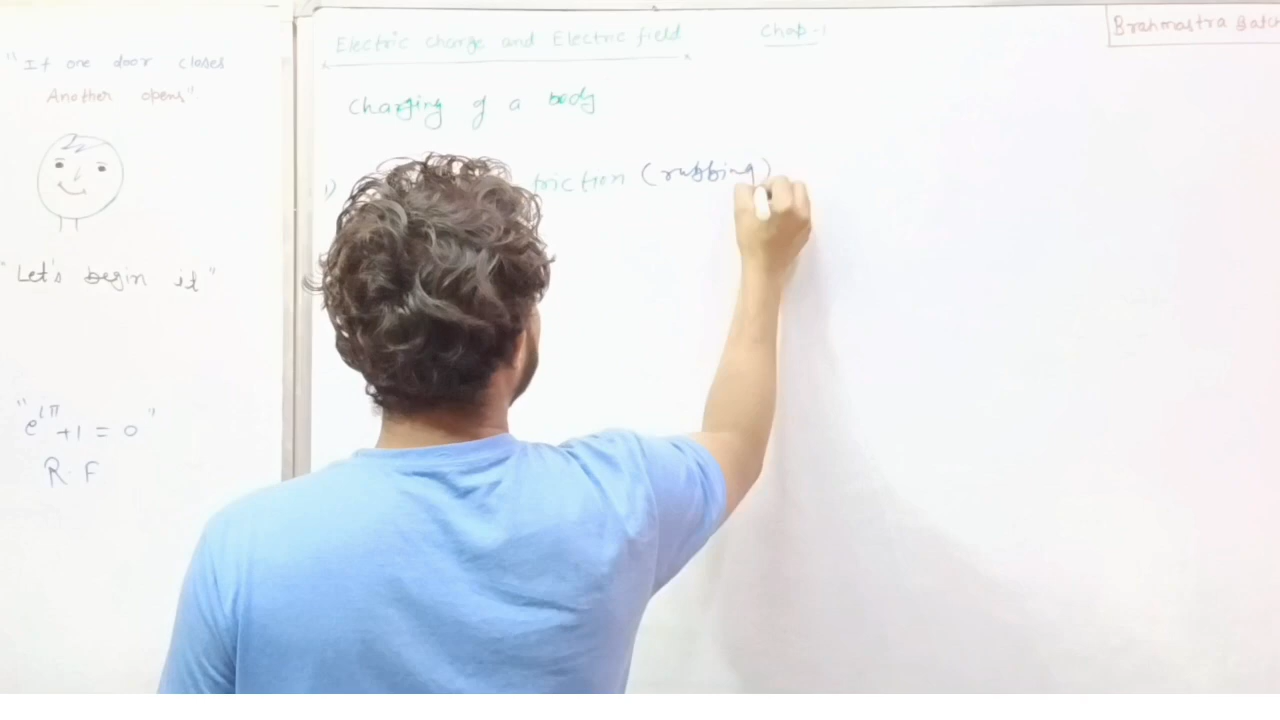 "If one door closes
Another opens"
"Let's begin it"
"e^iπ +1 = 0"
R.F
Electric charge and Electric field
Chap-1
Brahmastra Batch
Charging of a body
1) friction (rubbing)